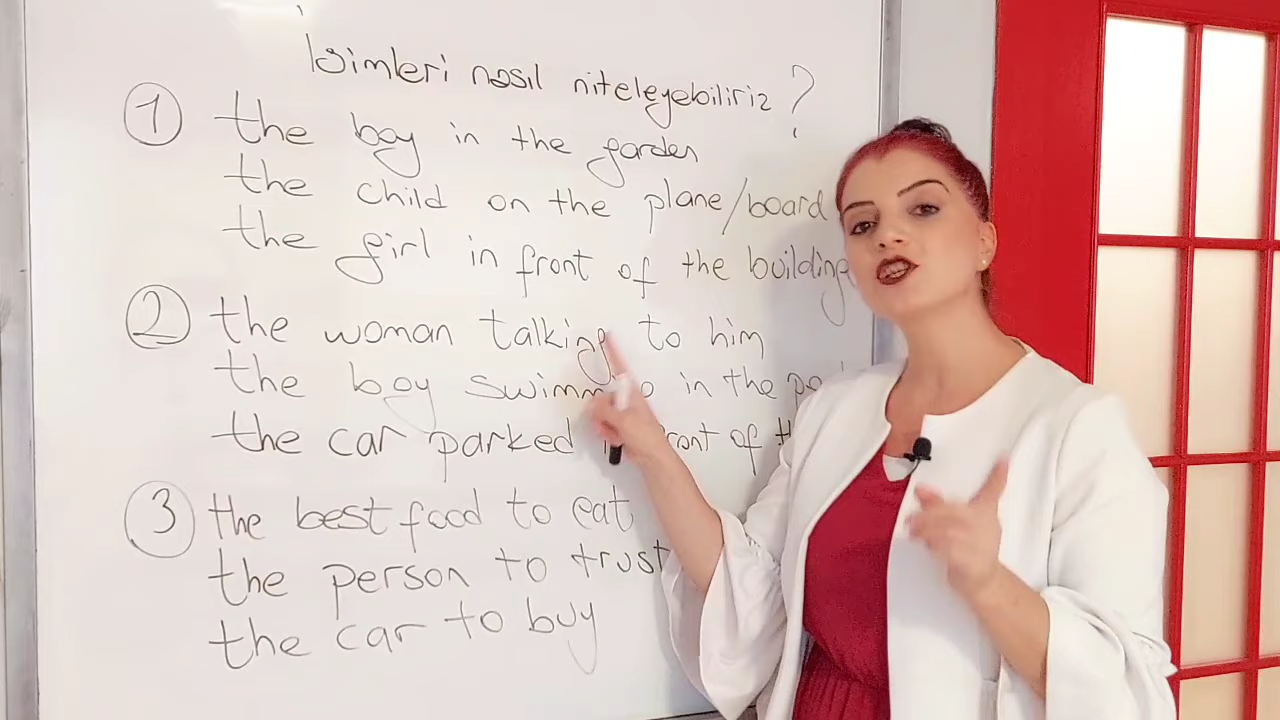 İsimleri nasıl niteleyebiliriz?
1 the boy in the garden
the child on the plane/board
the girl in front of the building
2 the woman talking to him
the boy in the
the car parked of
3 the best food to eat
the person to trust
the car to buy